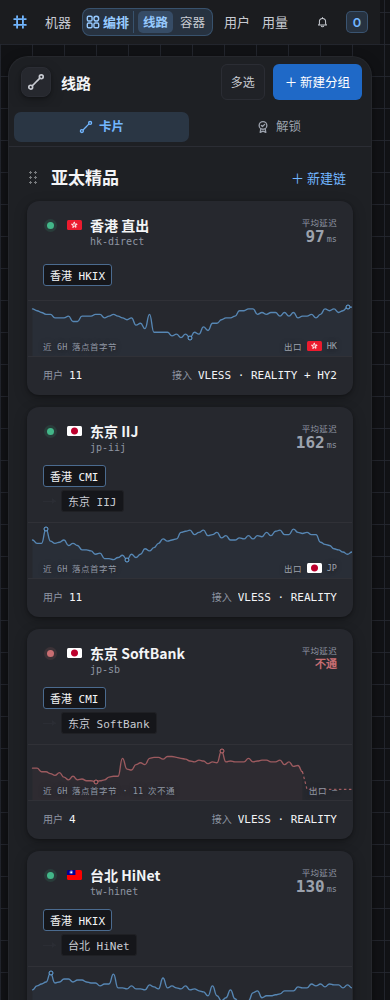 机器 编排 线路 容器 用户 用量 O
线路 多选 ＋ 新建分组
卡片 解锁
亚太精品 ＋ 新建链
香港 直出 平均延迟
hk-direct 97 ms
香港 HKIX
近 6H 落点首字节 出口 HK
用户 11 接入 VLESS · REALITY + HY2
东京 IIJ 平均延迟
jp-iij 162 ms
香港 CMI
东京 IIJ
近 6H 落点首字节 出口 JP
用户 11 接入 VLESS · REALITY
东京 SoftBank 平均延迟
jp-sb 不通
香港 CMI
东京 SoftBank
近 6H 落点首字节 · 11 次不通 出口 —
用户 4 接入 VLESS · REALITY
台北 HiNet 平均延迟
tw-hinet 130 ms
香港 HKIX
台北 HiNet